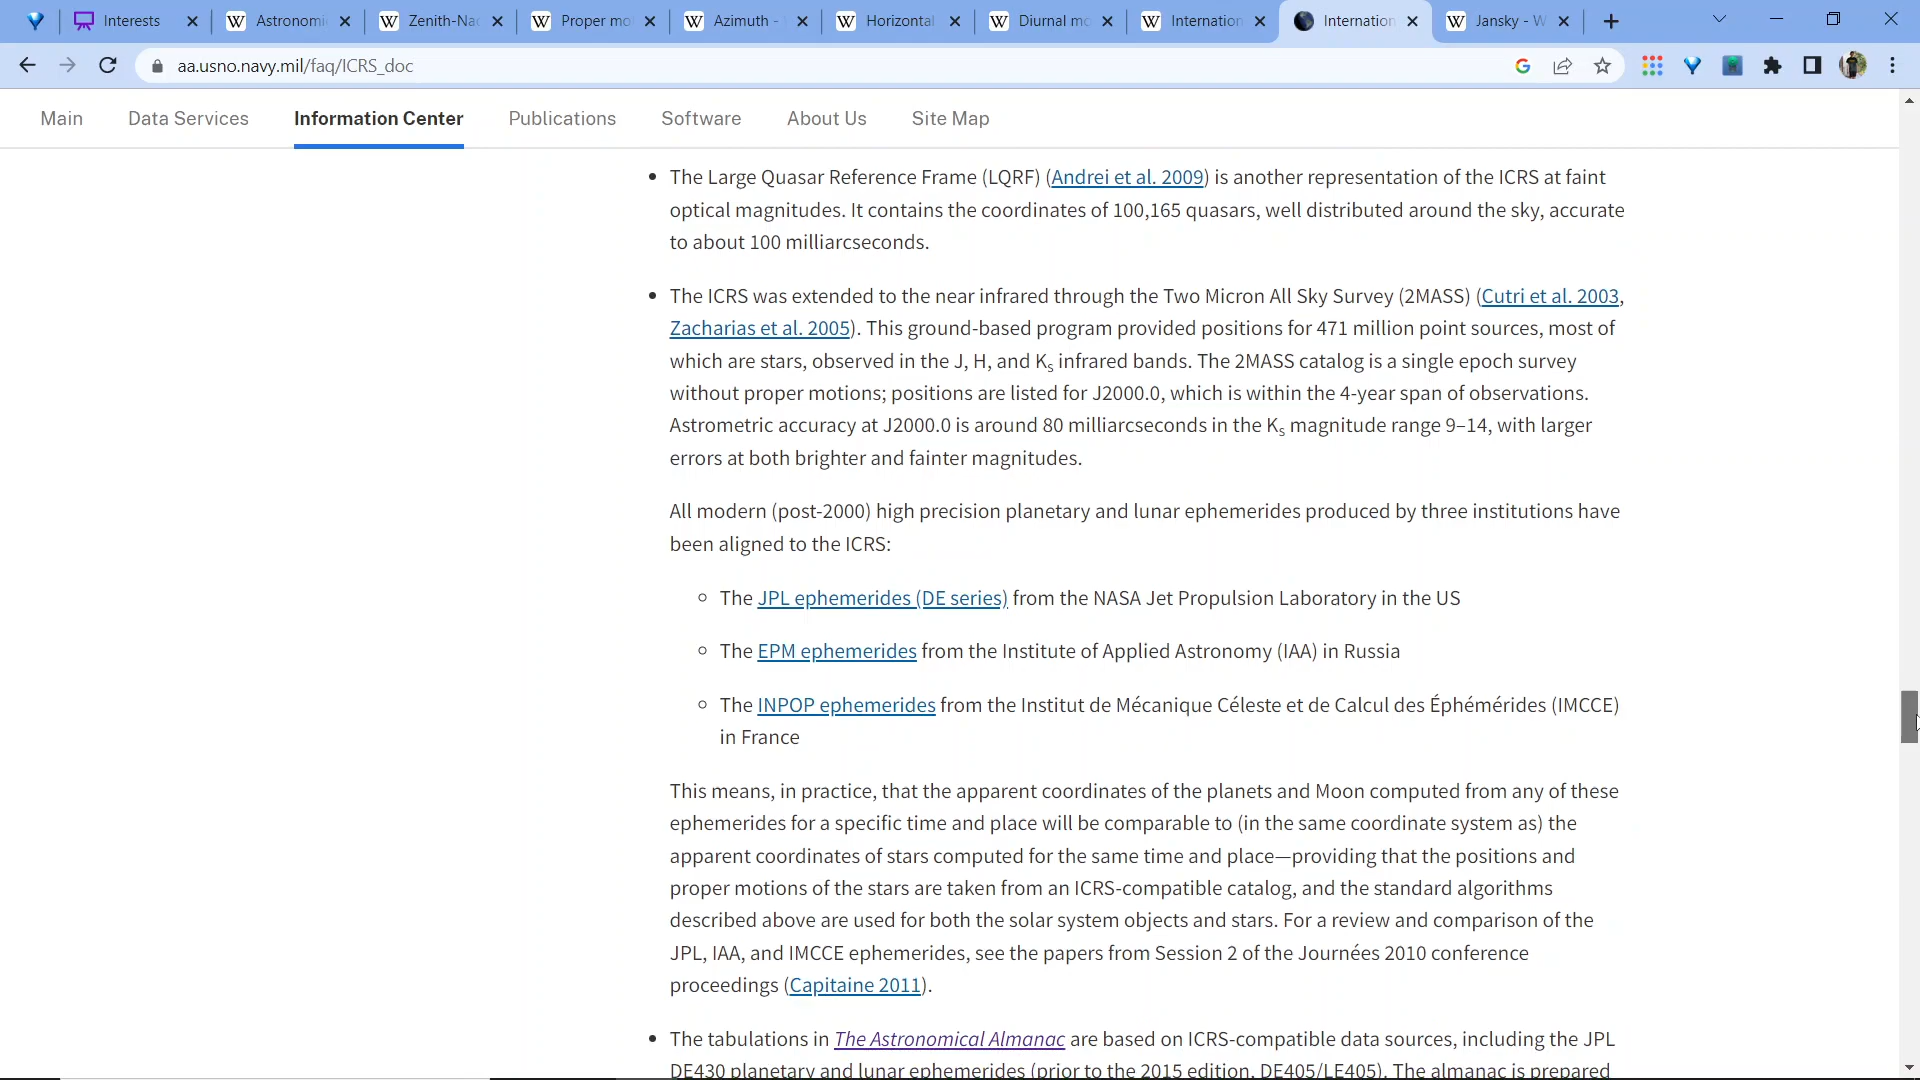 Interests
Astronomi
Zenith-Na
Proper mo
Azimuth -
Horizontal
Diurnal mo
Internation
Internation
Jansky - W
aa.usno.navy.mil/faq/ICRS_doc
Main Data Services Information Center Publications Software About Us Site Map
• The Large Quasar Reference Frame (LQRF) (Andrei et al. 2009) is another representation of the ICRS at faint
optical magnitudes. It contains the coordinates of 100,165 quasars, well distributed around the sky, accurate
to about 100 milliarcseconds.
• The ICRS was extended to the near infrared through the Two Micron All Sky Survey (2MASS) (Cutri et al. 2003,
Zacharias et al. 2005). This ground-based program provided positions for 471 million point sources, most of
which are stars, observed in the J, H, and Ks infrared bands. The 2MASS catalog is a single epoch survey
without proper motions; positions are listed for J2000.0, which is within the 4-year span of observations.
Astrometric accuracy at J2000.0 is around 80 milliarcseconds in the Ks magnitude range 9–14, with larger
errors at both brighter and fainter magnitudes.
All modern (post-2000) high precision planetary and lunar ephemerides produced by three institutions have
been aligned to the ICRS:
○ The JPL ephemerides (DE series) from the NASA Jet Propulsion Laboratory in the US
○ The EPM ephemerides from the Institute of Applied Astronomy (IAA) in Russia
○ The INPOP ephemerides from the Institut de Mécanique Céleste et de Calcul des Éphémérides (IMCCE)
in France
This means, in practice, that the apparent coordinates of the planets and Moon computed from any of these
ephemerides for a specific time and place will be comparable to (in the same coordinate system as) the
apparent coordinates of stars computed for the same time and place—providing that the positions and
proper motions of the stars are taken from an ICRS-compatible catalog, and the standard algorithms
described above are used for both the solar system objects and stars. For a review and comparison of the
JPL, IAA, and IMCCE ephemerides, see the papers from Session 2 of the Journées 2010 conference
proceedings (Capitaine 2011).
• The tabulations in The Astronomical Almanac are based on ICRS-compatible data sources, including the JPL
DE430 planetary and lunar ephemerides (prior to the 2015 edition, DE405/LE405). The almanac is prepared